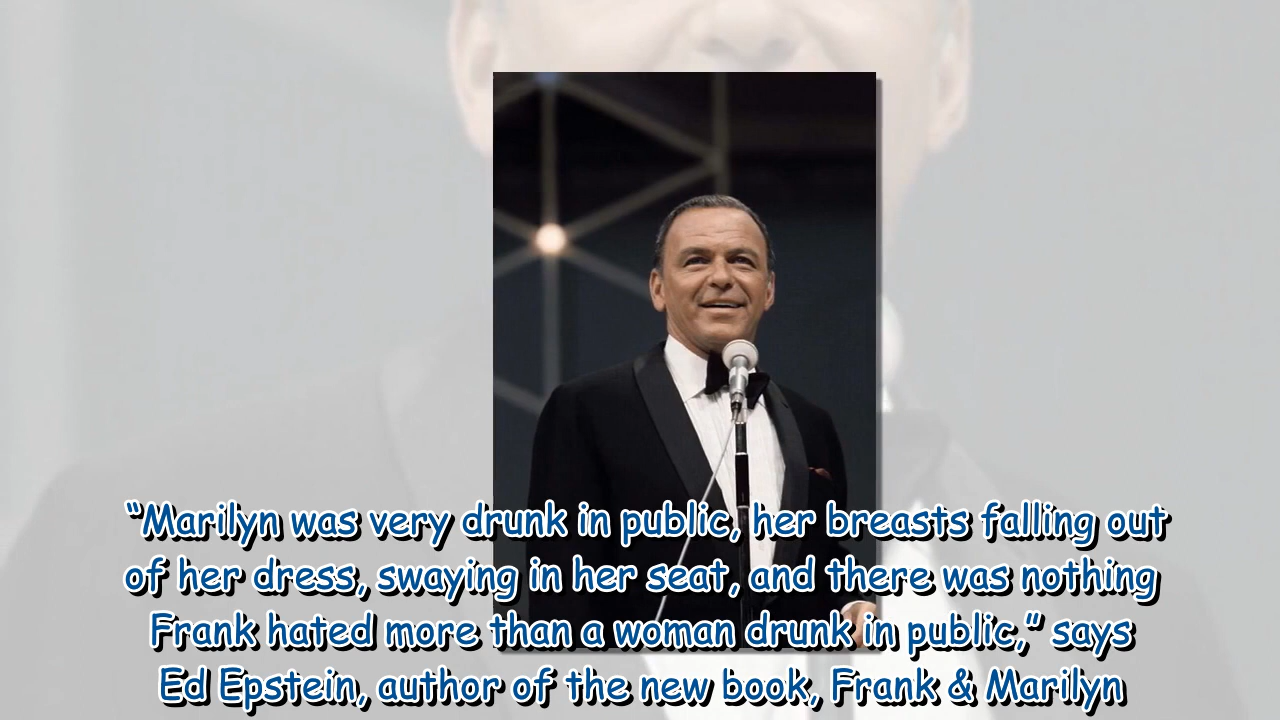 “Marilyn was very drunk in public, her breasts falling out
of her dress, swaying in her seat, and there was nothing
Frank hated more than a woman drunk in public,” says
Ed Epstein, author of the new book, Frank & Marilyn